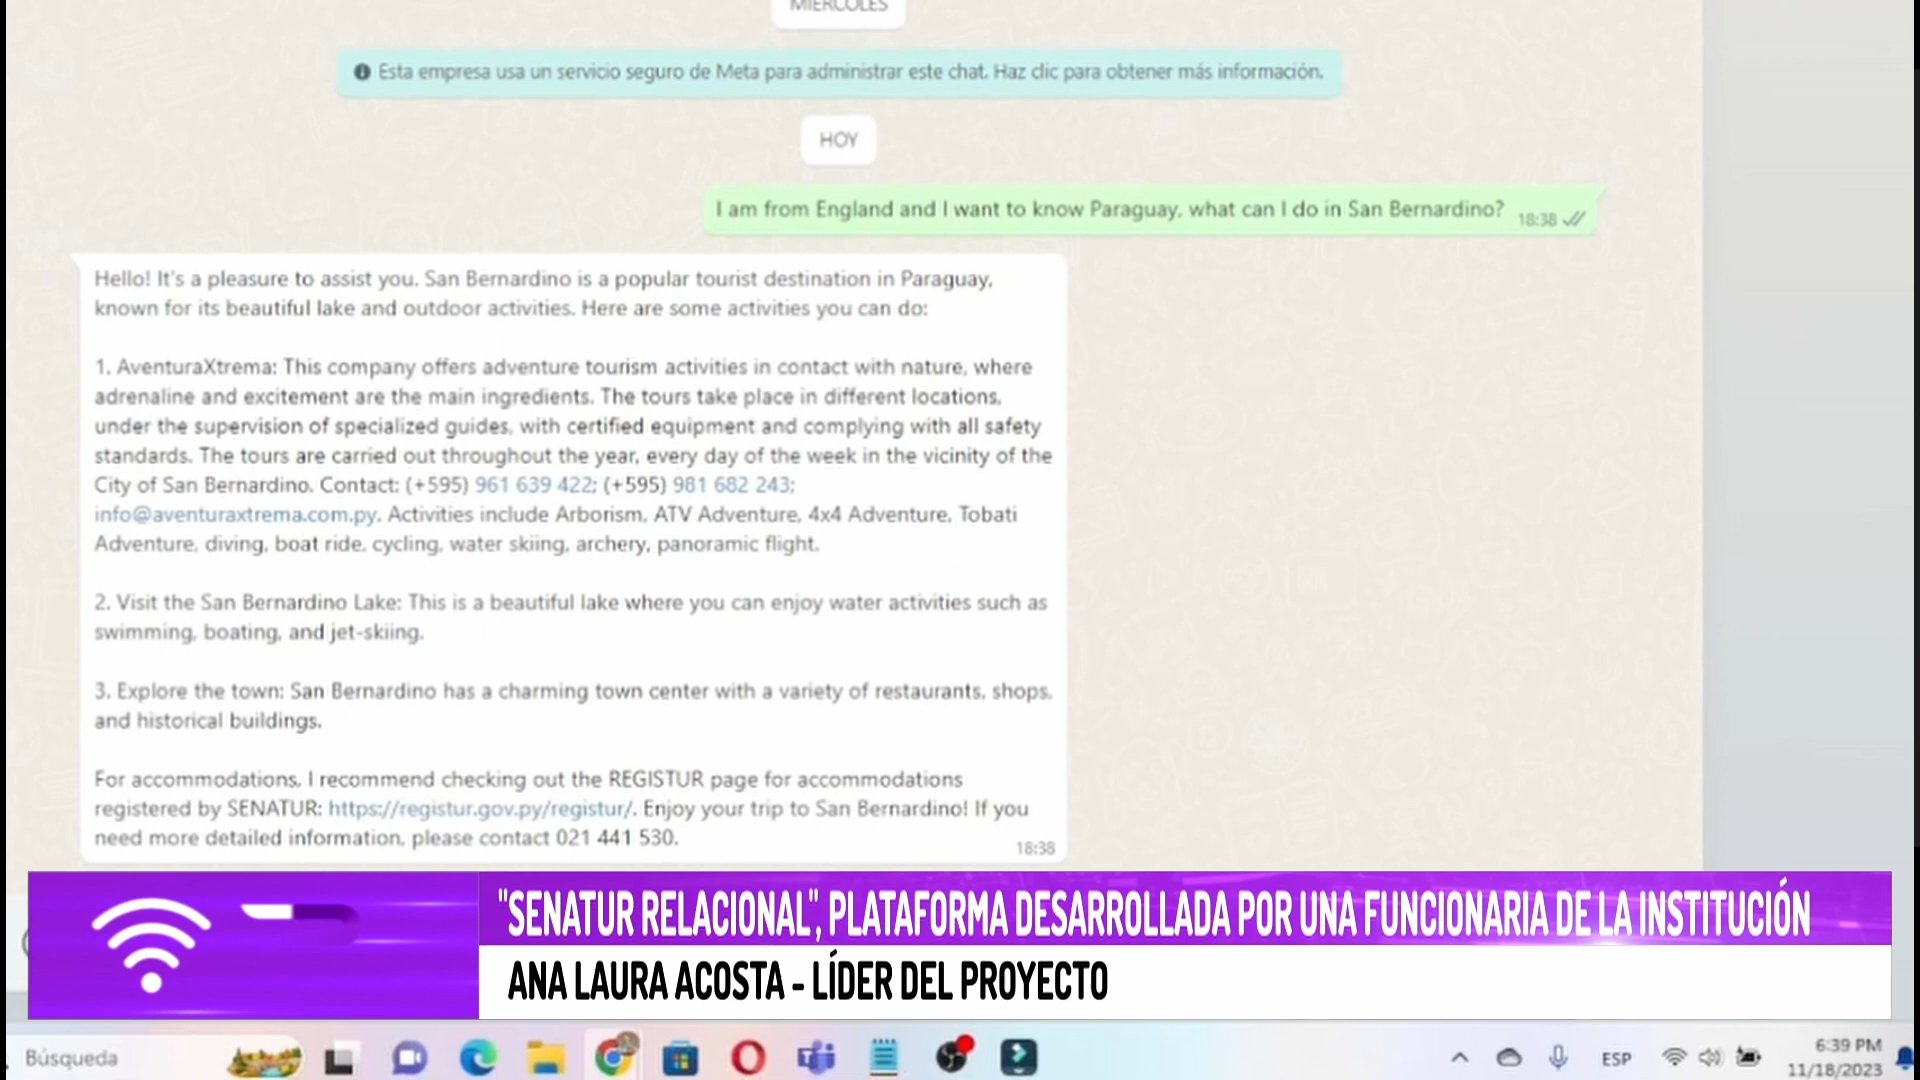 MIÉRCOLES
Esta empresa usa un servicio seguro de Meta para administrar este chat. Haz clic para obtener más información.
HOY
I am from England and I want to know Paraguay, what can I do in San Bernardino?
18:38
Hello! It's a pleasure to assist you. San Bernardino is a popular tourist destination in Paraguay,
known for its beautiful lake and outdoor activities. Here are some activities you can do:
1. AventuraXtrema: This company offers adventure tourism activities in contact with nature, where
adrenaline and excitement are the main ingredients. The tours take place in different locations,
under the supervision of specialized guides, with certified equipment and complying with all safety
standards. The tours are carried out throughout the year, every day of the week in the vicinity of the
City of San Bernardino. Contact: (+595) 961 639 422; (+595) 981 682 243;
info@aventuraxtrema.com.py. Activities include Arborism, ATV Adventure, 4x4 Adventure, Tobati
Adventure, diving, boat ride, cycling, water skiing, archery, panoramic flight.
2. Visit the San Bernardino Lake: This is a beautiful lake where you can enjoy water activities such as
swimming, boating, and jet-skiing.
3. Explore the town: San Bernardino has a charming town center with a variety of restaurants, shops,
and historical buildings.
For accommodations, I recommend checking out the REGISTUR page for accommodations
registered by SENATUR: https://registur.gov.py/registur/. Enjoy your trip to San Bernardino! If you
need more detailed information, please contact 021 441 530.
18:38
"SENATUR RELACIONAL", PLATAFORMA DESARROLLADA POR UNA FUNCIONARIA DE LA INSTITUCIÓN
ANA LAURA ACOSTA - LÍDER DEL PROYECTO
Búsqueda
ESP
6:39 PM
11/18/2023